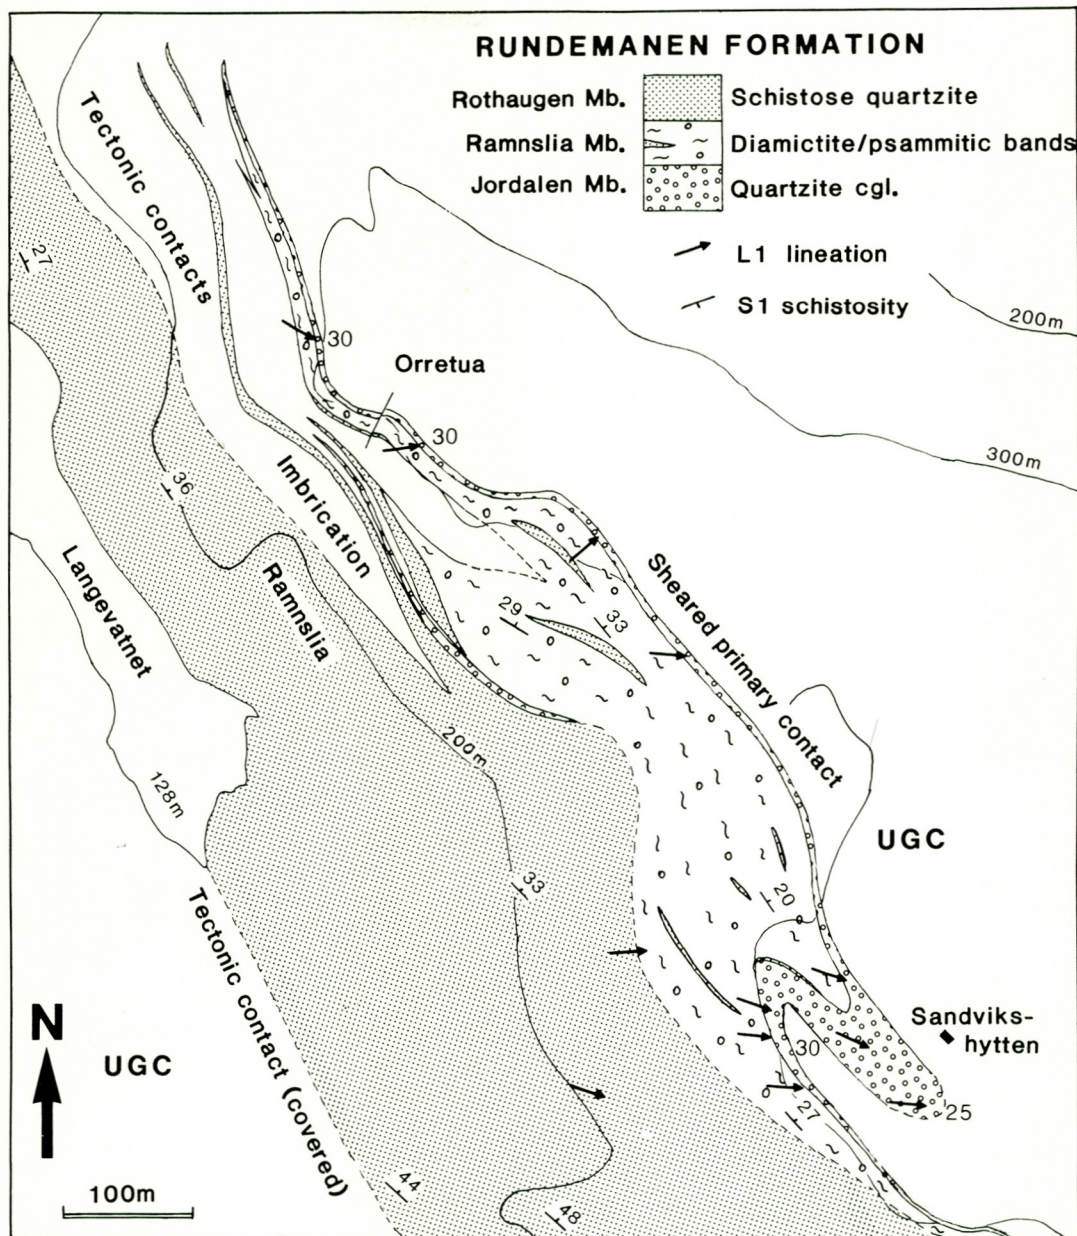 RUNDEMANEN FORMATION
Rothaugen Mb.
Schistose quartzite
Ramnslia Mb.
Diamictite/psammitic bands
Jordalen Mb.
Quartzite cgl.
L1 lineation
S1 schistosity
Tectonic contacts
27
200m
30
Orretua
30
300m
36
Imbrication
Langevatnet
Ramnslia
Sheared primary contact
29
33
200m
128m
UGC
33
20
Tectonic contact (covered)
N
UGC
Sandviks-
hytten
30
25
27
44
48
100m